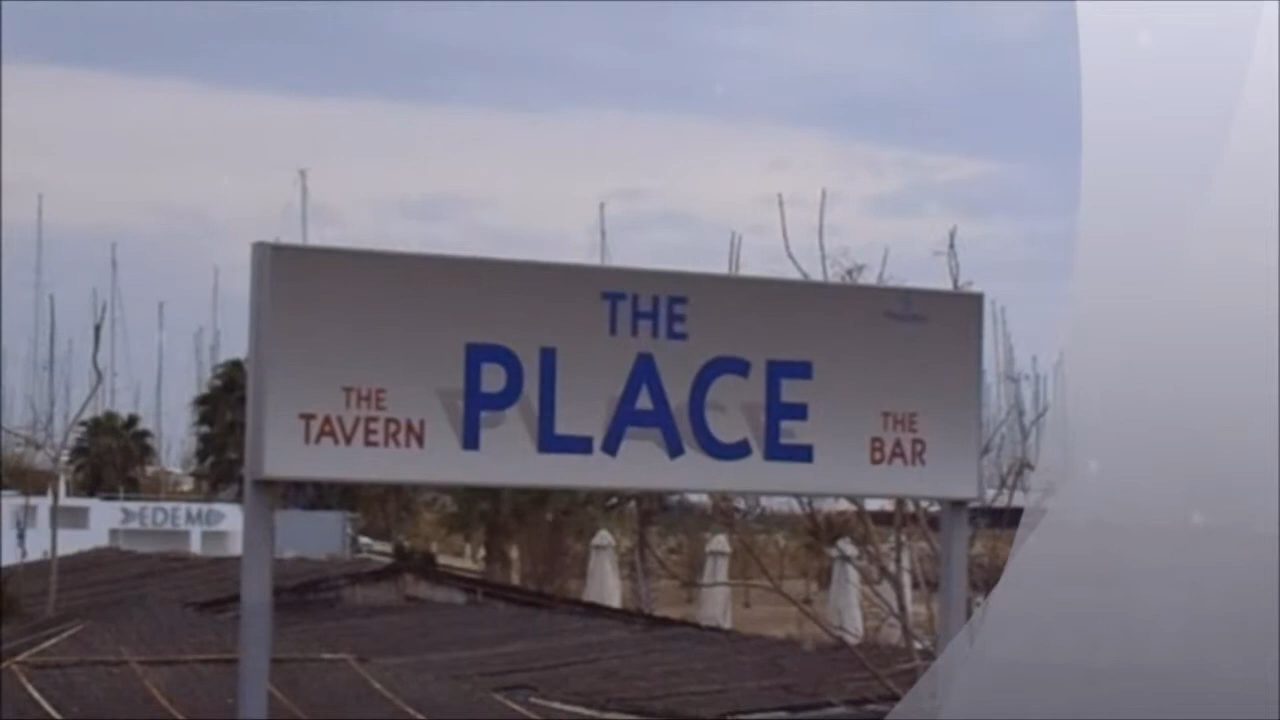 THE
PLACE
THE
TAVERN
THE
BAR
EDEM